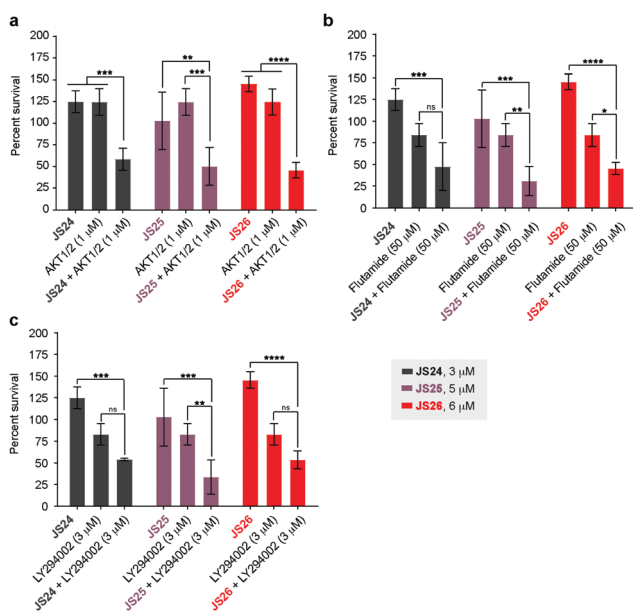 a
Percent survival
200
175
150
125
100
75
50
25
0
***
**
***
****
JS24
AKT1/2 (1 µM)
JS24 + AKT1/2 (1 µM)
JS25
AKT1/2 (1 µM)
JS25 + AKT1/2 (1 µM)
JS26
AKT1/2 (1 µM)
JS26 + AKT1/2 (1 µM)
b
Percent survival
200
175
150
125
100
75
50
25
0
***
ns
***
**
****
*
JS24
Flutamide (50 µM)
JS24 + Flutamide (50 µM)
JS25
Flutamide (50 µM)
JS25 + Flutamide (50 µM)
JS26
Flutamide (50 µM)
JS26 + Flutamide (50 µM)
c
Percent survival
200
175
150
125
100
75
50
25
0
***
ns
***
**
****
ns
JS24
LY294002 (3 µM)
JS24 + LY294002 (3 µM)
JS25
LY294002 (3 µM)
JS25 + LY294002 (3 µM)
JS26
LY294002 (3 µM)
JS26 + LY294002 (3 µM)
JS24, 3 µM
JS25, 5 µM
JS26, 6 µM